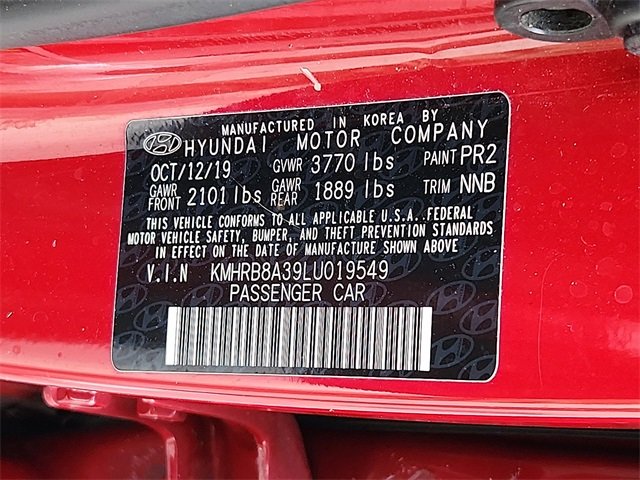 MANUFACTURED IN KOREA BY
HYUNDAI MOTOR COMPANY
OCT/12/19 GVWR 3770 lbs PAINT PR2
GAWR FRONT 2101 lbs GAWR REAR 1889 lbs TRIM NNB
THIS VEHICLE CONFORMS TO ALL APPLICABLE U.S.A. FEDERAL
MOTOR VEHICLE SAFETY, BUMPER, AND THEFT PREVENTION STANDARDS
IN EFFECT ON THE DATE OF MANUFACTURE SHOWN ABOVE
V.I.N KMHRB8A39LU019549
PASSENGER CAR